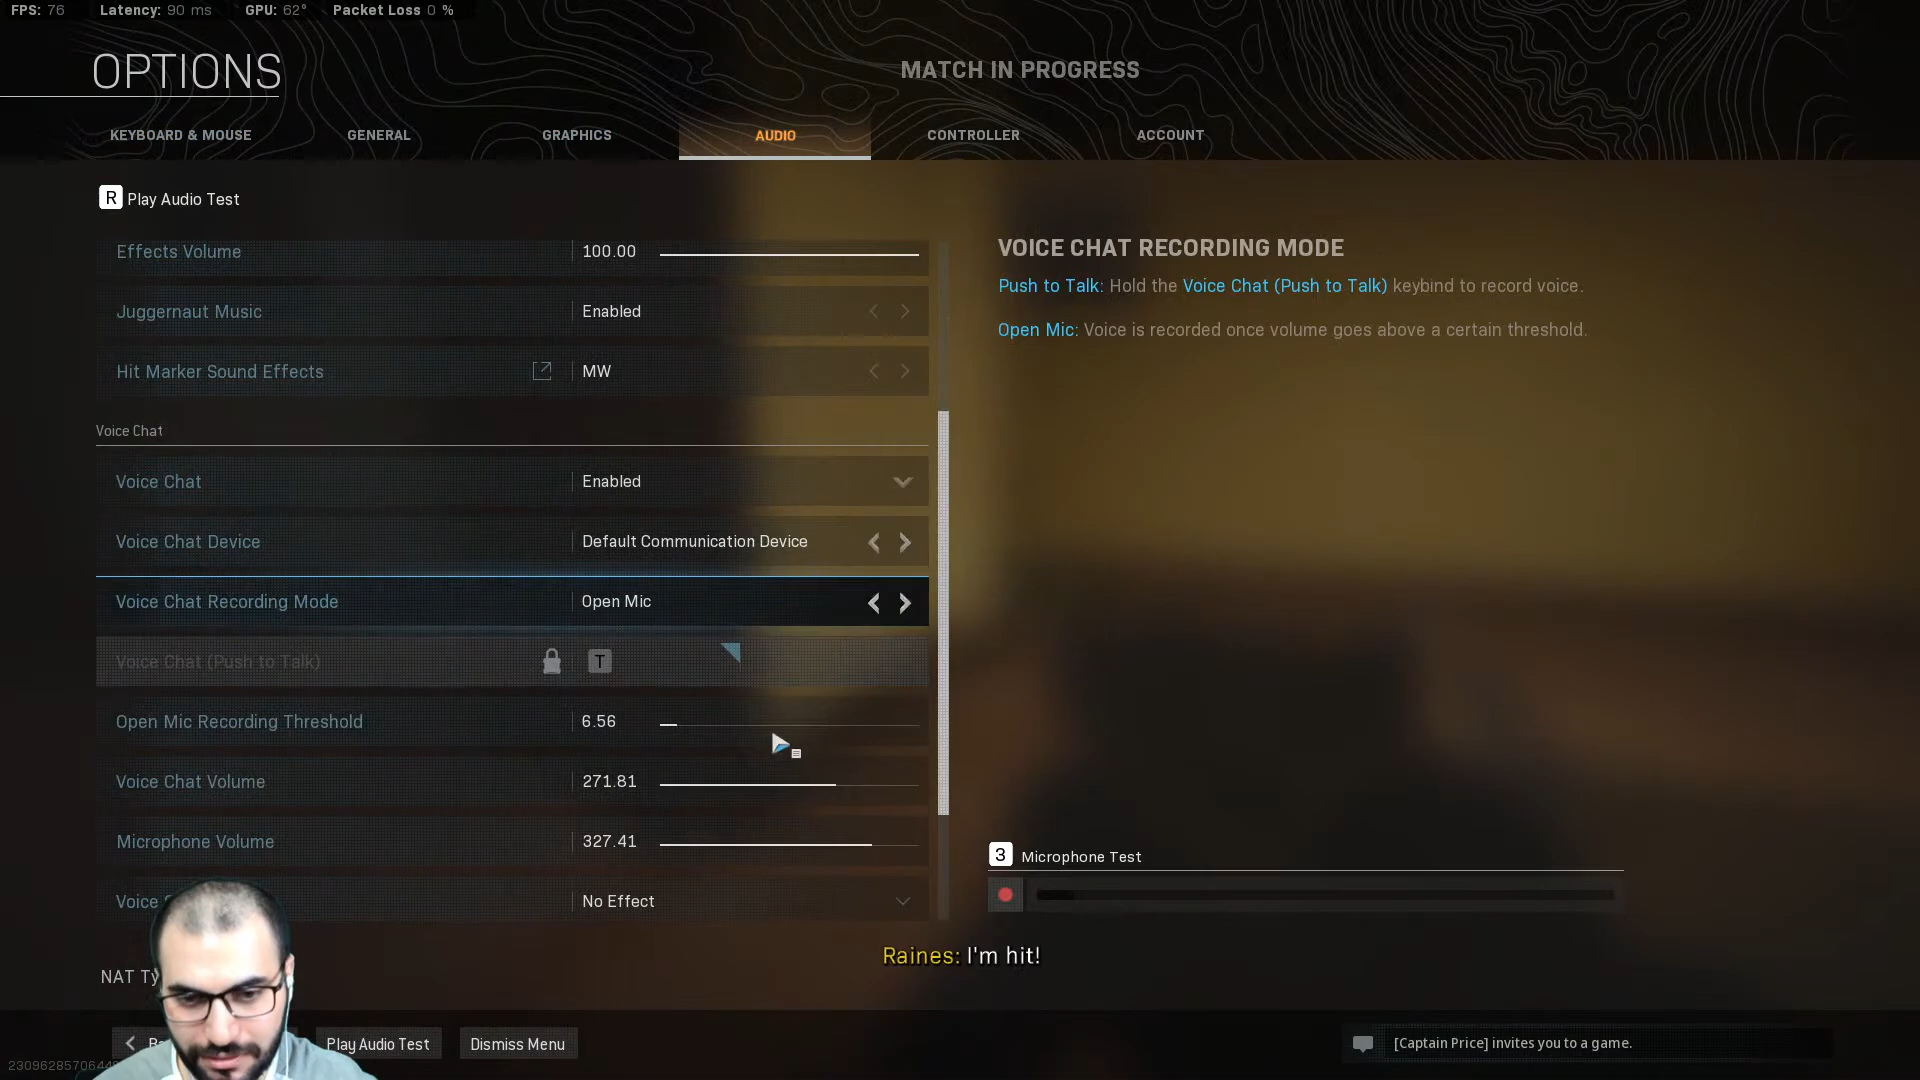 FPS: 76 Latency: 90 ms GPU: 62° Packet Loss 0 %
OPTIONS
MATCH IN PROGRESS
KEYBOARD & MOUSE GENERAL GRAPHICS AUDIO CONTROLLER ACCOUNT
R Play Audio Test
Effects Volume 100.00
Juggernaut Music Enabled
Hit Marker Sound Effects MW
Voice Chat
Voice Chat Enabled
Voice Chat Device Default Communication Device
Voice Chat Recording Mode Open Mic
Voice Chat (Push to Talk) T
Open Mic Recording Threshold 6.56
Voice Chat Volume 271.81
Microphone Volume 327.41
Voice No Effect
NAT
Play Audio Test Dismiss Menu
VOICE CHAT RECORDING MODE
Push to Talk: Hold the Voice Chat (Push to Talk) keybind to record voice.
Open Mic: Voice is recorded once volume goes above a certain threshold.
3 Microphone Test
Raines: I'm hit!
[Captain Price] invites you to a game.